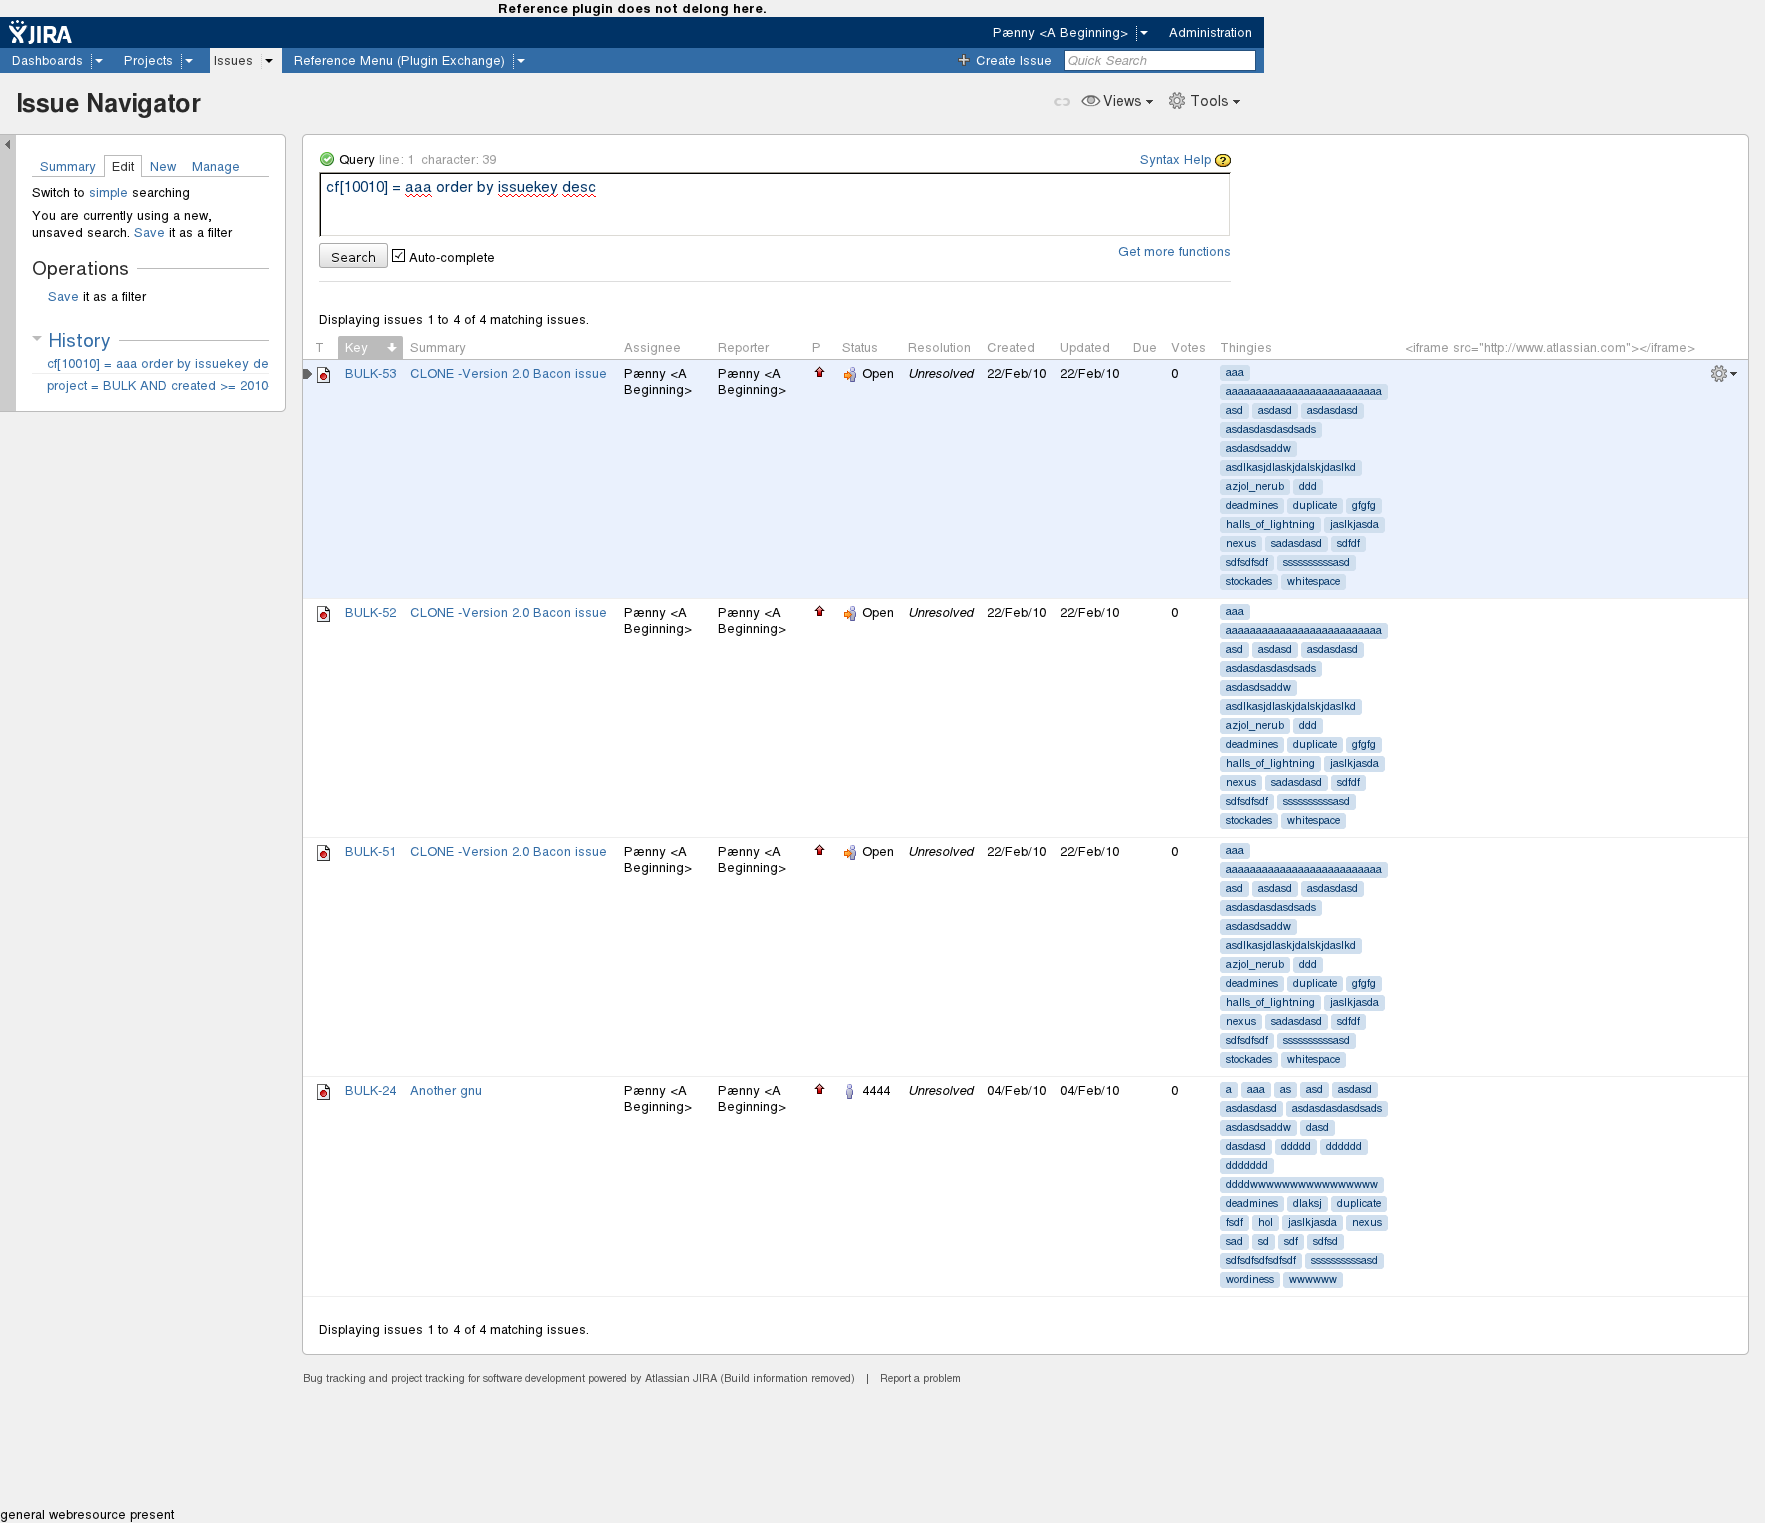 Reference plugin does not delong here.
JIRA
Pænny <A Beginning> Administration
Dashboards Projects Issues Reference Menu (Plugin Exchange) Create Issue Quick Search
Issue Navigator
Views Tools
Summary Edit New Manage
Switch to simple searching
You are currently using a new,
unsaved search. Save it as a filter
Operations
Save it as a filter
History
cf[10010] = aaa order by issuekey de
project = BULK AND created >= 2010
Query line: 1 character: 39
Syntax Help ?
cf[10010] = aaa order by issuekey desc
Search Auto-complete
Get more functions
Displaying issues 1 to 4 of 4 matching issues.
T Key Summary Assignee Reporter P Status Resolution Created Updated Due Votes Thingies <iframe src="http://www.atlassian.com"></iframe>
BULK-53 CLONE -Version 2.0 Bacon issue Pænny <A Pænny <A Open Unresolved 22/Feb/10 22/Feb/10 0 aaa
Beginning> Beginning> aaaaaaaaaaaaaaaaaaaaaaaaaa
asd asdasd asdasdasd
asdasdasdasdsads
asdasdsaddw
asdlkasjdlaskjdalskjdaslkd
azjol_nerub ddd
deadmines duplicate gfgfg
halls_of_lightning jaslkjasda
nexus sadasdasd sdfdf
sdfsdfsdf ssssssssssasd
stockades whitespace
BULK-52 CLONE -Version 2.0 Bacon issue Pænny <A Pænny <A Open Unresolved 22/Feb/10 22/Feb/10 0 aaa
Beginning> Beginning> aaaaaaaaaaaaaaaaaaaaaaaaaa
asd asdasd asdasdasd
asdasdasdasdsads
asdasdsaddw
asdlkasjdlaskjdalskjdaslkd
azjol_nerub ddd
deadmines duplicate gfgfg
halls_of_lightning jaslkjasda
nexus sadasdasd sdfdf
sdfsdfsdf ssssssssssasd
stockades whitespace
BULK-51 CLONE -Version 2.0 Bacon issue Pænny <A Pænny <A Open Unresolved 22/Feb/10 22/Feb/10 0 aaa
Beginning> Beginning> aaaaaaaaaaaaaaaaaaaaaaaaaa
asd asdasd asdasdasd
asdasdasdasdsads
asdasdsaddw
asdlkasjdlaskjdalskjdaslkd
azjol_nerub ddd
deadmines duplicate gfgfg
halls_of_lightning jaslkjasda
nexus sadasdasd sdfdf
sdfsdfsdf ssssssssssasd
stockades whitespace
BULK-24 Another gnu Pænny <A Pænny <A 4444 Unresolved 04/Feb/10 04/Feb/10 0 a aaa as asd asdasd
Beginning> Beginning> asdasdasd asdasdasdasdsads
asdasdsaddw dasd
dasdasd ddddd dddddd
ddddddd
ddddwwwwwwwwwwwwwwww
deadmines dlaksj duplicate
fsdf hol jaslkjasda nexus
sad sd sdf sdfsd
sdfsdfsdfsdfsdf ssssssssssasd
wordiness wwwwww
Displaying issues 1 to 4 of 4 matching issues.
Bug tracking and project tracking for software development powered by Atlassian JIRA (Build information removed) | Report a problem
general webresource present